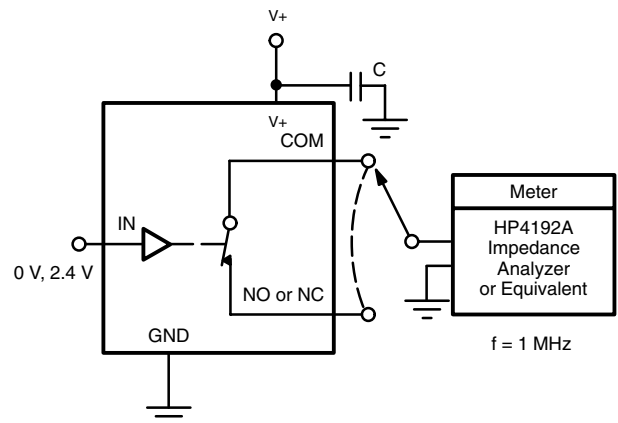 V+
C
V+
COM
IN
0 V, 2.4 V
NO or NC
GND
Meter
HP4192A
Impedance
Analyzer
or Equivalent
f = 1 MHz